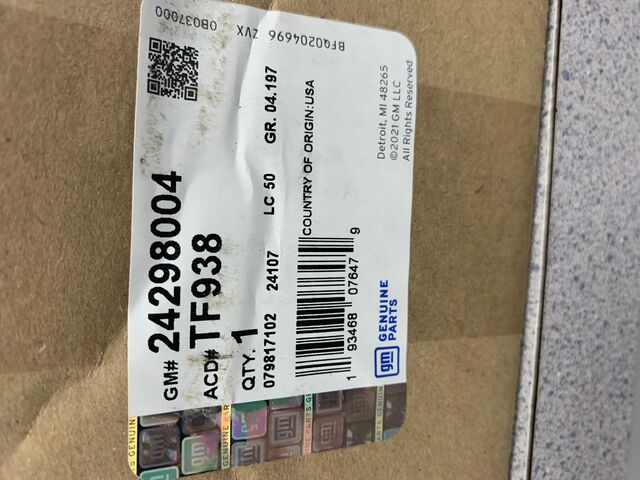 GM# 24298004
ACD# TF938
QTY. 1
079817102 24107 LC 50 GR. 04.197
COUNTRY OF ORIGIN:USA
1 93468 07647 9
gm GENUINE
PARTS
Detroit, MI 48265
©2021 GM LLC
All Rights Reserved
0B037000 ZVX BFQ0204696
GENUINE
gm